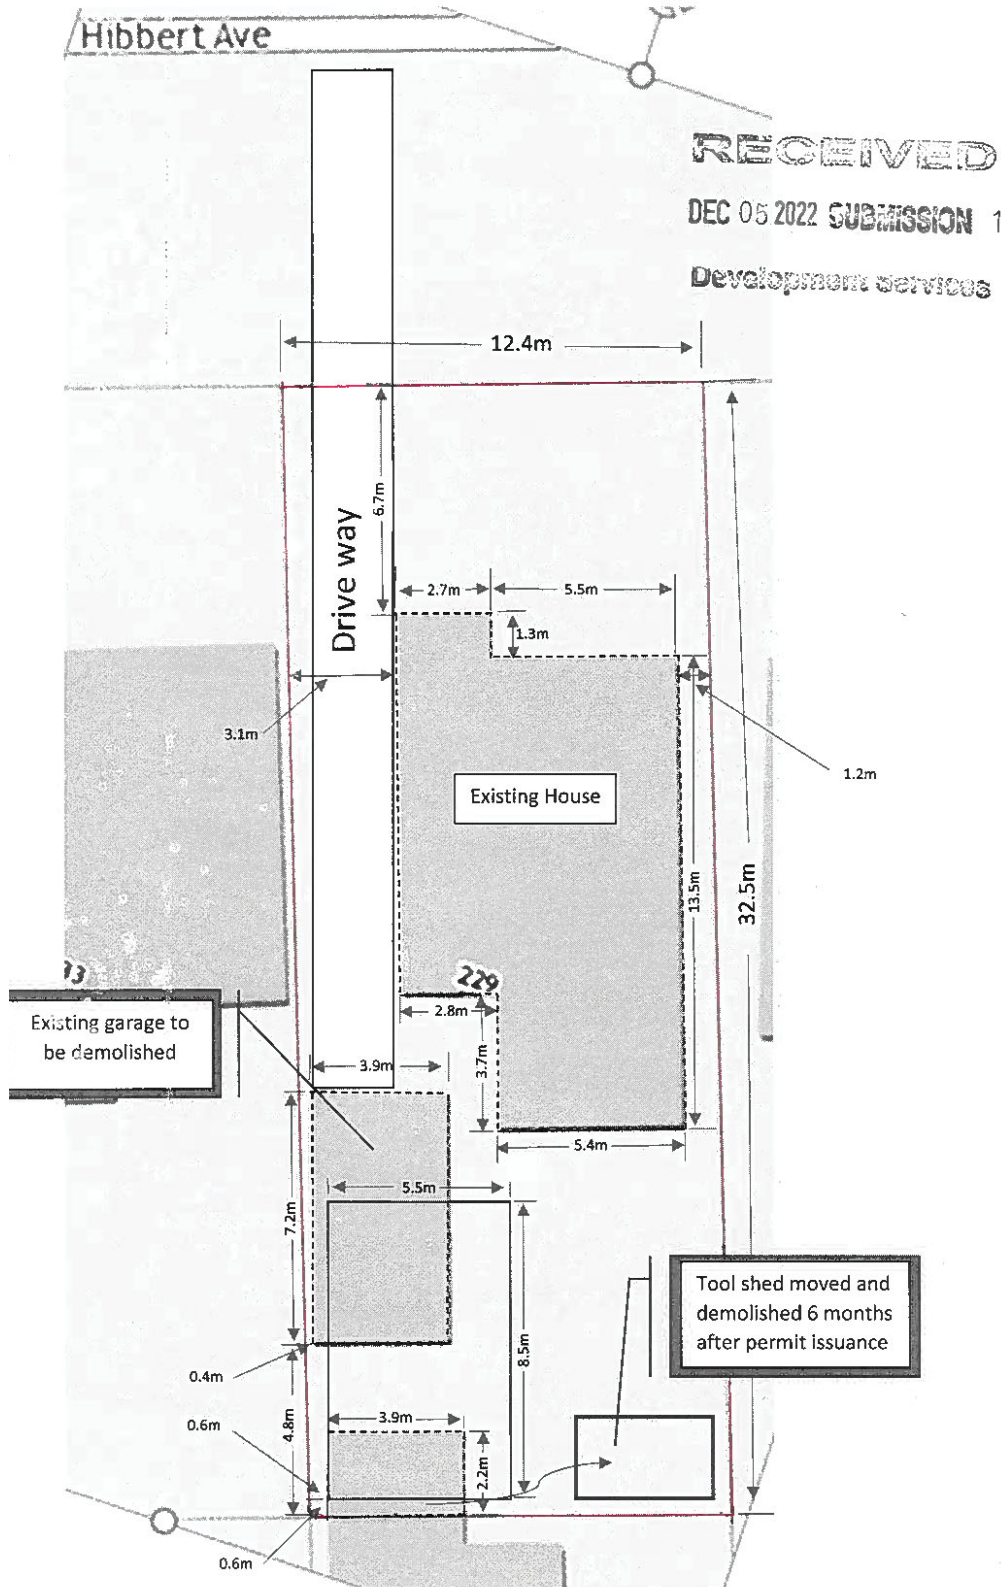 Hibbert Ave
RECEIVED
DEC 05 2022 SUBMISSION 1
Development Services
12.4m
6.7m
Drive way
2.7m
5.5m
1.3m
3.1m
1.2m
Existing House
13.5m
32.5m
229
2.8m
3.7m
Existing garage to
be demolished
3.9m
5.4m
5.5m
7.2m
8.5m
Tool shed moved and
demolished 6 months
after permit issuance
0.4m
0.6m
4.8m
3.9m
2.2m
0.6m